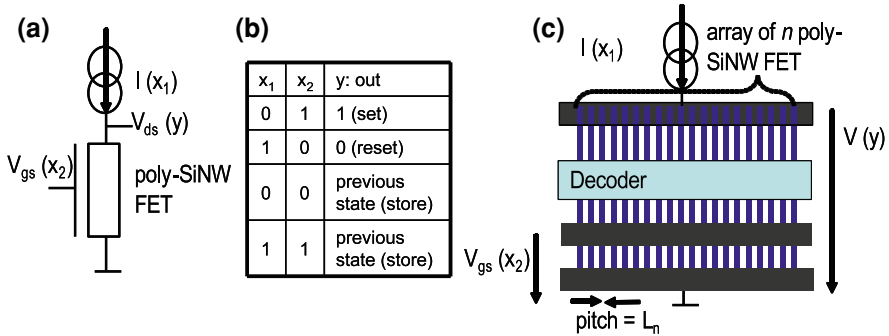 (a)
I (x1)
Vds (y)
Vgs (x2)
poly-SiNW
FET
(b)
x1 x2 y: out
0 1 1 (set)
1 0 0 (reset)
0 0 previous
state (store)
1 1 previous
state (store)
(c)
I (x1)
array of n poly-
SiNW FET
V (y)
Decoder
Vgs (x2)
pitch = Ln